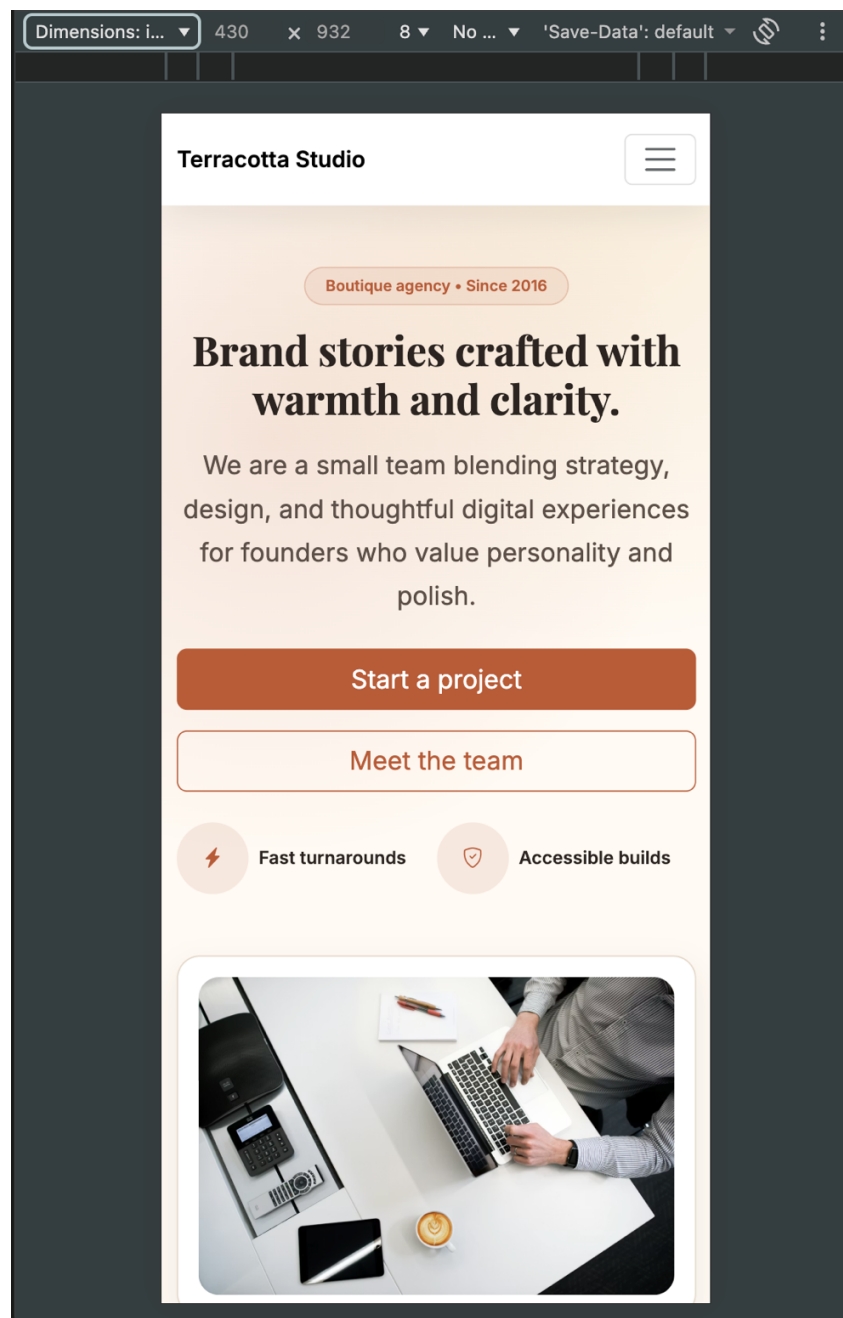 Dimensions: i... ▼ 430 × 932 8 ▼ No ... ▼ 'Save-Data': default
Terracotta Studio
Boutique agency • Since 2016
Brand stories crafted with
warmth and clarity.
We are a small team blending strategy,
design, and thoughtful digital experiences
for founders who value personality and
polish.
Start a project
Meet the team
Fast turnarounds Accessible builds